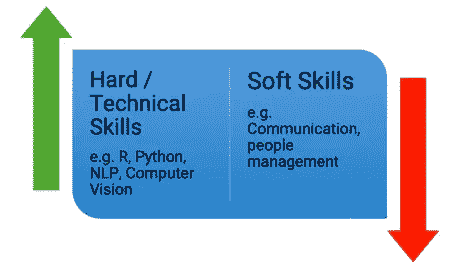 Hard /
Technical
Skills
e.g. R, Python,
NLP, Computer
Vision
Soft Skills
e.g.
Communication,
people
management